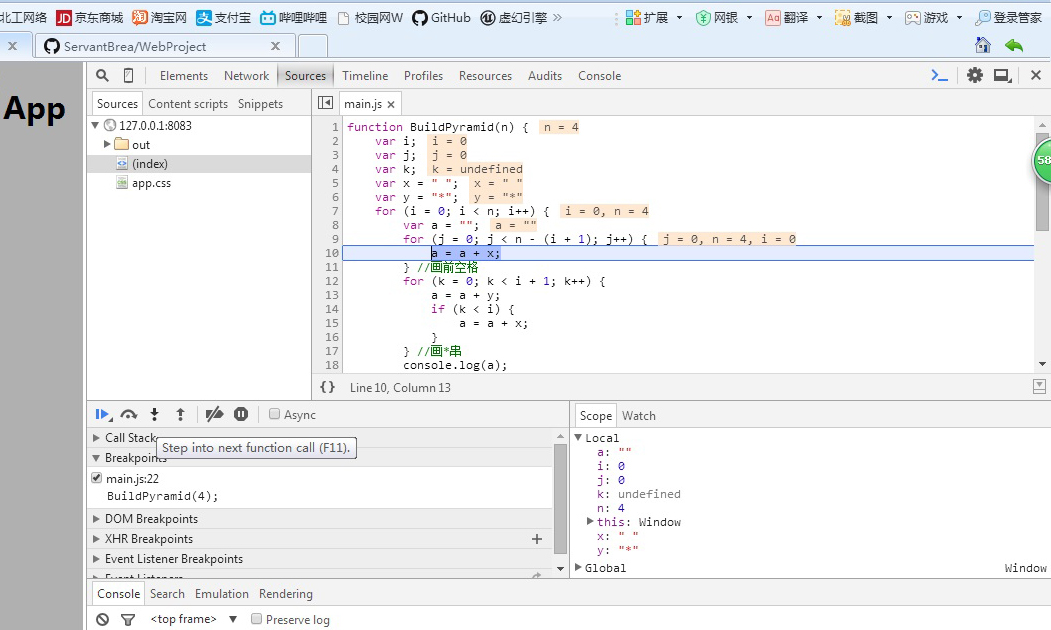 北工网络 京东商城 淘宝网 支付宝 哔哩哔哩 校园网W GitHub 虚幻引擎 » 扩展 网银 Aあ 翻译 截图 游戏 登录管家
x ServantBrea/WebProject x
Elements Network Sources Timeline Profiles Resources Audits Console
App
Sources Content scripts Snippets
127.0.0.1:8083
out
(index)
app.css
main.js ×
1 function BuildPyramid(n) { n = 4
2 var i; i = 0
3 var j; j = 0
4 var k; k = undefined
5 var x = " "; x = " "
6 var y = "*"; y = "*"
7 for (i = 0; i < n; i++) { i = 0, n = 4
8 var a = ""; a = ""
9 for (j = 0; j < n - (i + 1); j++) { j = 0, n = 4, i = 0
10 a = a + x;
11 } //画前空格
12 for (k = 0; k < i + 1; k++) {
13 a = a + y;
14 if (k < i) {
15 a = a + x;
16 }
17 } //画*串
18 console.log(a);
58
{} Line 10, Column 13
Async
Call Stack
Step into next function call (F11).
Breakpoints
main.js:22
BuildPyramid(4);
DOM Breakpoints
XHR Breakpoints +
Event Listener Breakpoints
Event Listeners
Scope Watch
Local
a: ""
i: 0
j: 0
k: undefined
n: 4
this: Window
x: " "
y: "*"
Global Window
Console Search Emulation Rendering
<top frame> Preserve log